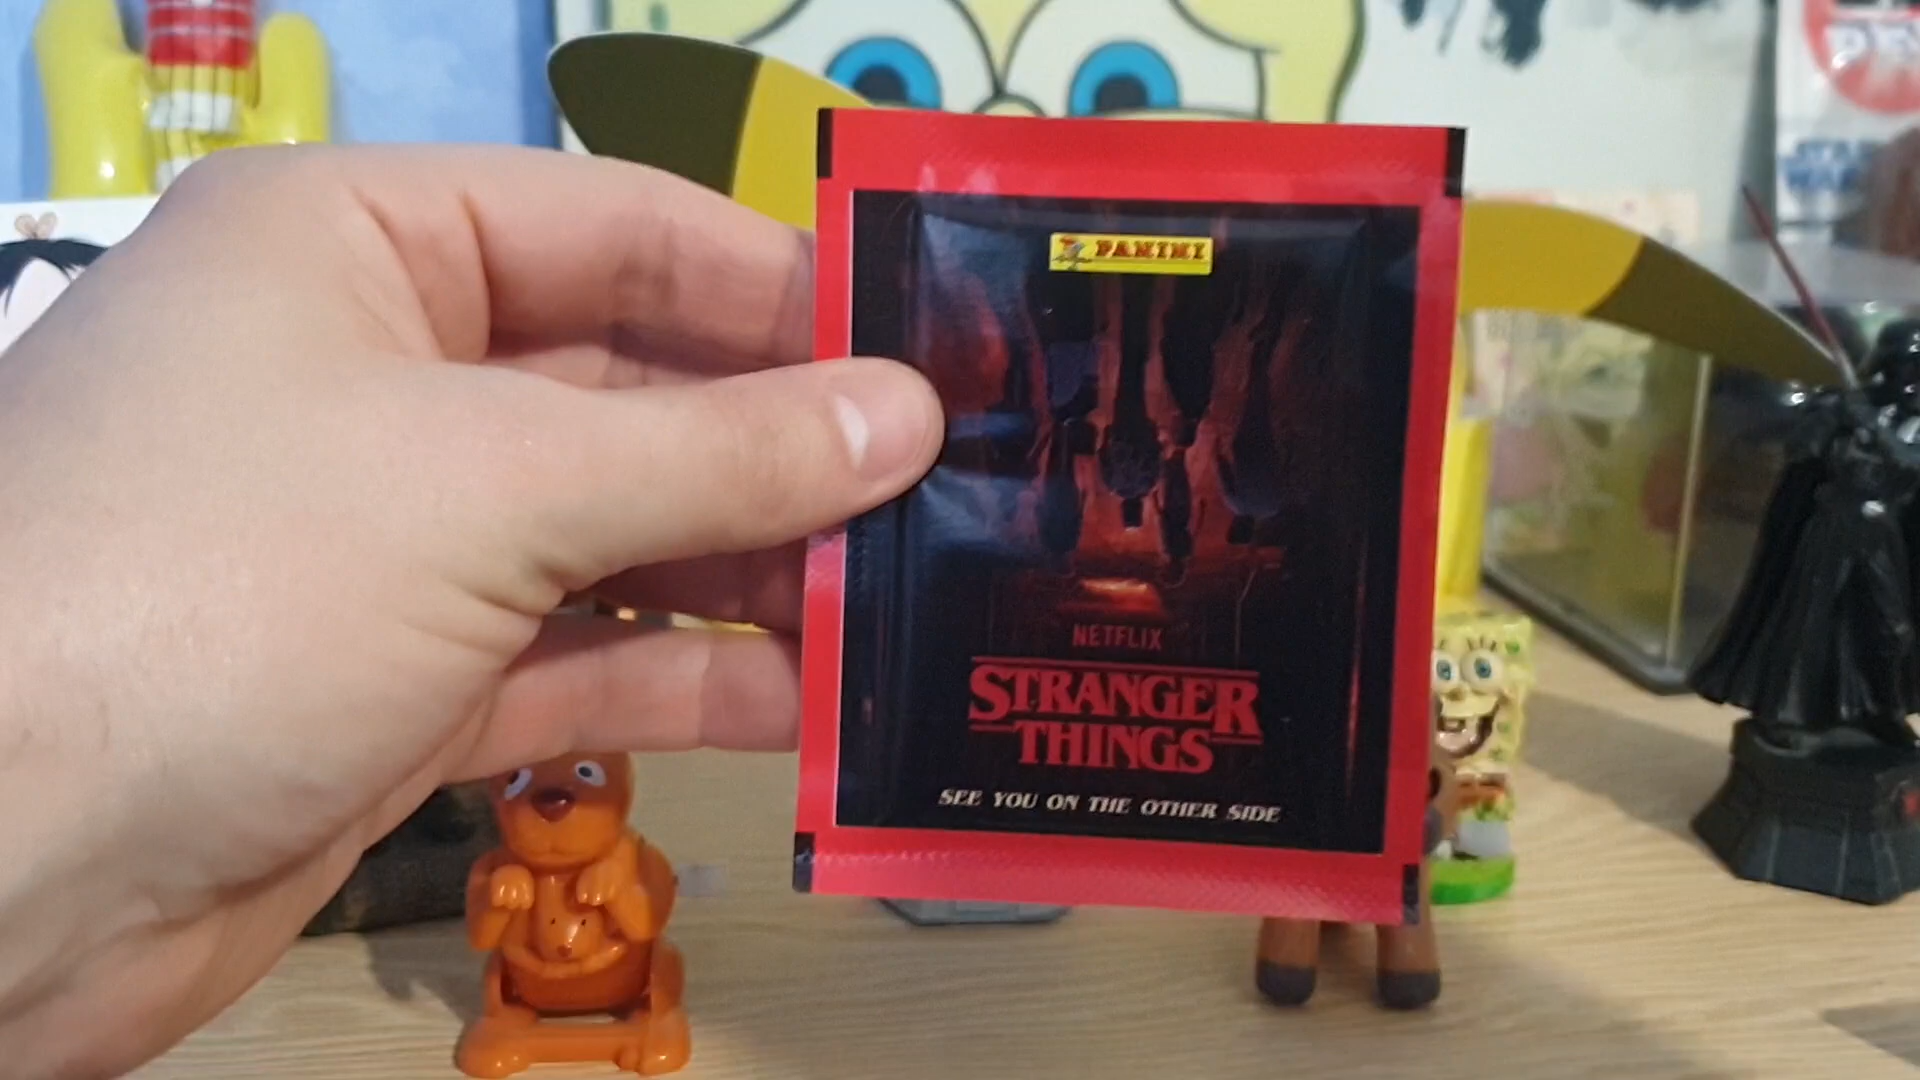 PANINI
NETFLIX
STRANGER
THINGS
SEE YOU ON THE OTHER SIDE